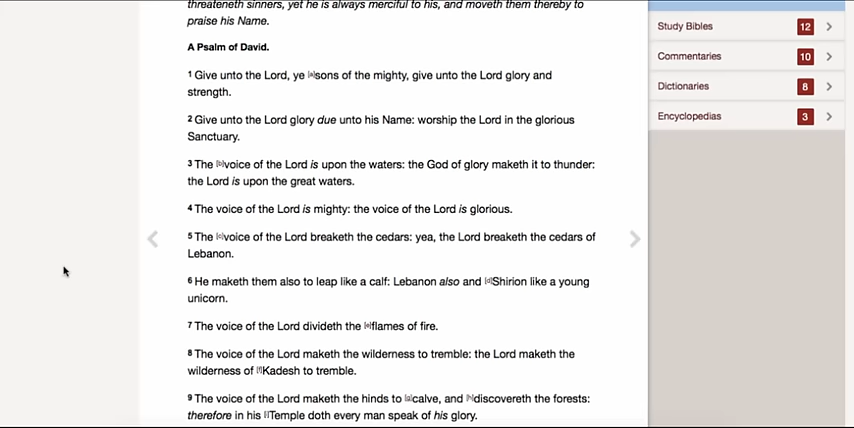 threateneth sinners, yet he is always merciful to his, and moveth them thereby to
praise his Name.
A Psalm of David.
1 Give unto the Lord, ye [a]sons of the mighty, give unto the Lord glory and
strength.
2 Give unto the Lord glory due unto his Name: worship the Lord in the glorious
Sanctuary.
3 The [b]voice of the Lord is upon the waters: the God of glory maketh it to thunder:
the Lord is upon the great waters.
4 The voice of the Lord is mighty: the voice of the Lord is glorious.
5 The [c]voice of the Lord breaketh the cedars: yea, the Lord breaketh the cedars of
Lebanon.
6 He maketh them also to leap like a calf: Lebanon also and [d]Shirion like a young
unicorn.
7 The voice of the Lord divideth the [e]flames of fire.
8 The voice of the Lord maketh the wilderness to tremble: the Lord maketh the
wilderness of [f]Kadesh to tremble.
9 The voice of the Lord maketh the hinds to [g]calve, and [h]discovereth the forests:
therefore in his [i]Temple doth every man speak of his glory.
Study Bibles 12
Commentaries 10
Dictionaries 8
Encyclopedias 3